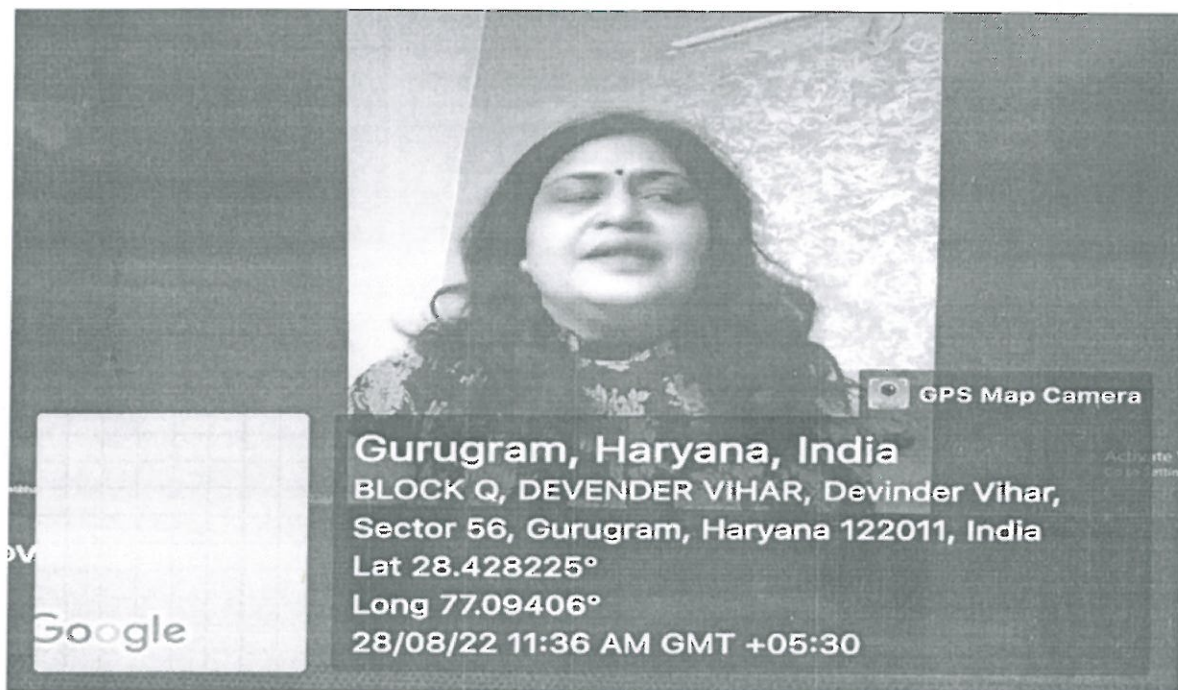 GPS Map Camera
Gurugram, Haryana, India
BLOCK Q, DEVENDER VIHAR, Devinder Vihar,
Sector 56, Gurugram, Haryana 122011, India
Lat 28.428225°
Long 77.09406°
28/08/22 11:36 AM GMT +05:30
Google
Activate